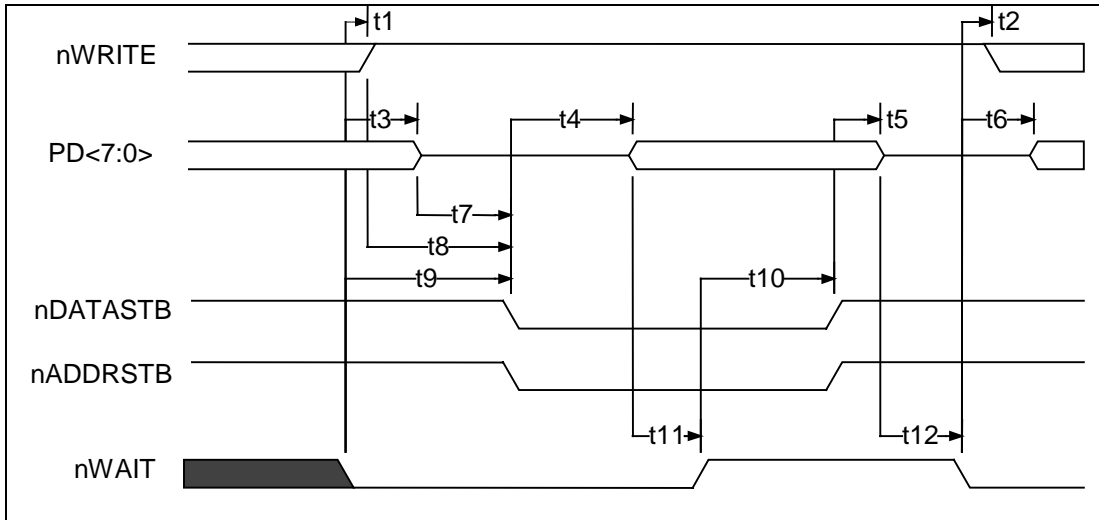 t1 t2
nWRITE
t3 t4 t5 t6
PD<7:0>
t7
t8
t9 t10
nDATASTB
nADDRSTB
t11 t12
nWAIT